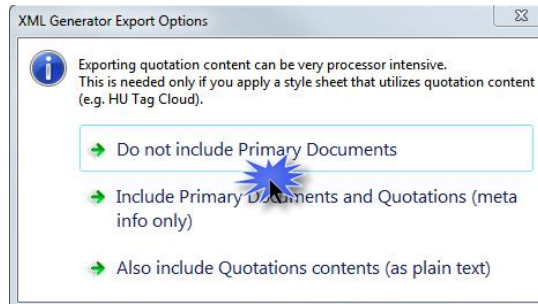 XML Generator Export Options
Exporting quotation content can be very processor intensive.
This is needed only if you apply a style sheet that utilizes quotation content
(e.g. HU Tag Cloud).
Do not include Primary Documents
Include Primary Documents and Quotations (meta
info only)
Also include Quotations contents (as plain text)